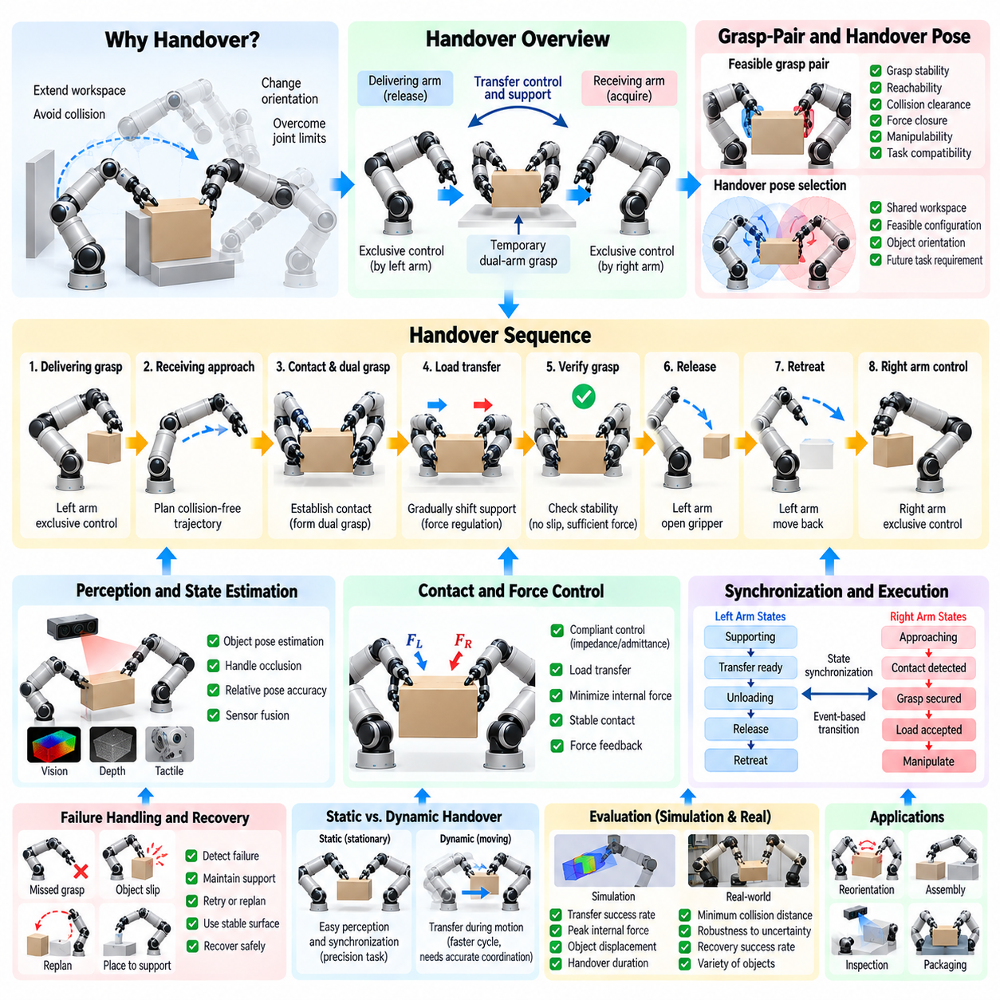 Why Handover?
Extend workspace
Avoid collision
Change
orientation
Overcome
joint limits
Handover Overview
Delivering arm
(release)
Transfer control
and support
Receiving arm
(acquire)
Exclusive control
(by left arm)
Temporary
dual-arm grasp
Exclusive control
(by right arm)
Grasp-Pair and Handover Pose
Feasible grasp pair
Grasp stability
Reachability
Collision clearance
Force closure
Manipulability
Task compatibility
Handover pose selection
Shared workspace
Feasible configuration
Object orientation
Future task requirement
Handover Sequence
1. Delivering grasp
Left arm
exclusive control
2. Receiving approach
Plan collision-free
trajectory
3. Contact & dual grasp
Establish contact
(form dual grasp)
4. Load transfer
Gradually shift support
(force regulation)
5. Verify grasp
Check stability
(no slip, sufficient force)
6. Release
Left arm
open gripper
7. Retreat
Left arm
move back
8. Right arm control
Right arm
exclusive control
Perception and State Estimation
Object pose estimation
Handle occlusion
Relative pose accuracy
Sensor fusion
Vision
Depth
Tactile
Contact and Force Control
F_L
F_R
Compliant control
(impedance/admittance)
Load transfer
Minimize internal force
Stable contact
Force feedback
Synchronization and Execution
Left Arm States
Supporting
Transfer ready
Unloading
Release
Retreat
State
synchronization
Event-based
transition
Right Arm States
Approaching
Contact detected
Grasp secured
Load accepted
Manipulate
Failure Handling and Recovery
Missed grasp
Object slip
Replan
Place to support
Detect failure
Maintain support
Retry or replan
Use stable surface
Recover safely
Static vs. Dynamic Handover
Static (stationary)
Easy perception
and synchronization
(precision task)
Dynamic (moving)
Transfer during motion
(faster cycle,
needs accurate coordination)
Evaluation (Simulation & Real)
Simulation
Real-world
Transfer success rate
Peak internal force
Object displacement
Handover duration
Minimum collision distance
Robustness to uncertainty
Recovery success rate
Variety of objects
Applications
Reorientation
Assembly
Inspection
Packaging